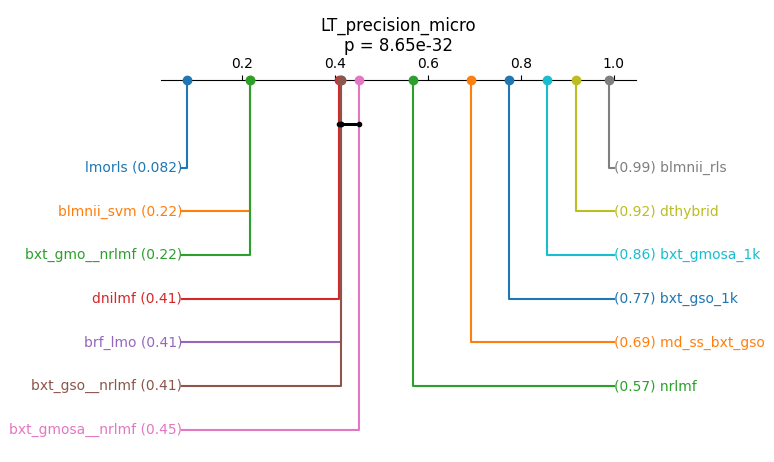 LT_precision_micro
p = 8.65e-32
0.2 0.4 0.6 0.8 1.0
lmorls (0.082)
(0.99) blmnii_rls
blmnii_svm (0.22)
(0.92) dthybrid
bxt_gmo__nrlmf (0.22)
(0.86) bxt_gmosa_1k
dnilmf (0.41)
(0.77) bxt_gso_1k
brf_lmo (0.41)
(0.69) md_ss_bxt_gso
bxt_gso__nrlmf (0.41)
(0.57) nrlmf
bxt_gmosa__nrlmf (0.45)